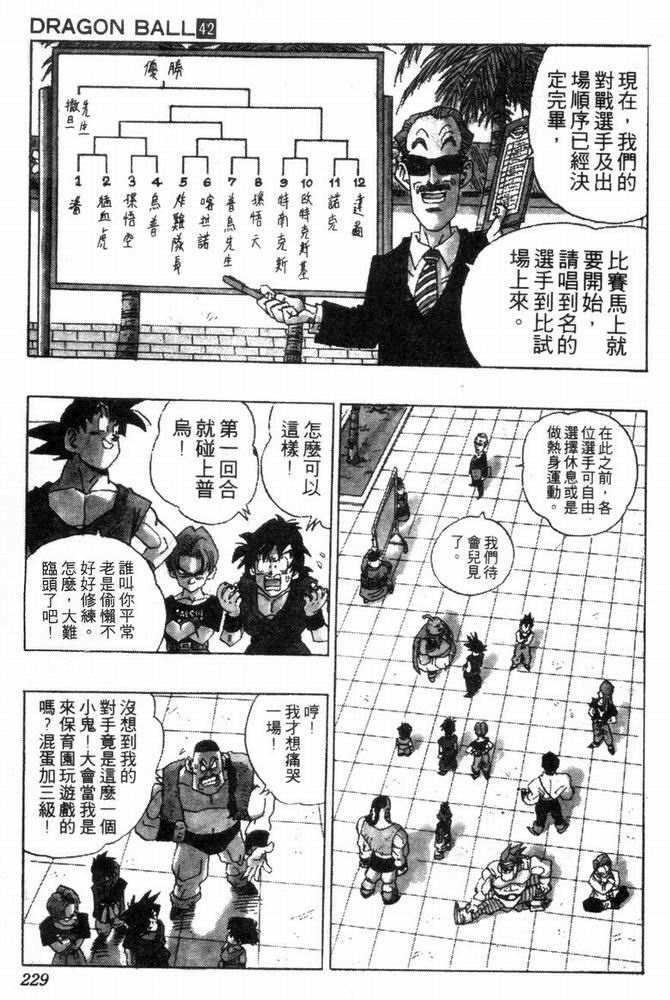 DRAGON BALL 42
現在，我們的
對戰選手及出
場順序已經決
定完畢，
比賽馬上就
要開始，
請唱到名的
選手到比試
場上來。
優勝
撒旦
先生
1 2 3 4 5 6 7 8 9 10 11 12
潘
猛血虎
孫悟空
烏普
炸雞隊長
喀拉諾
普烏先生
孫悟天
特南克斯
歐特克斯基
諾克
達圖
在此之前，各
位選手可自由
選擇休息或是
做熱身運動。
我們待
會兒見
了。
怎麼可以
這樣！
第一回合
就碰上普
烏！
誰叫你平常
老是偷懶不
好好修練。
怎麼，大難
臨頭了吧！
哼！
我才想痛哭
一場！
沒想到我的
對手竟是這麼一個
小鬼！大會當我是
來保育園玩遊戲的
嗎？混蛋加三級！
229